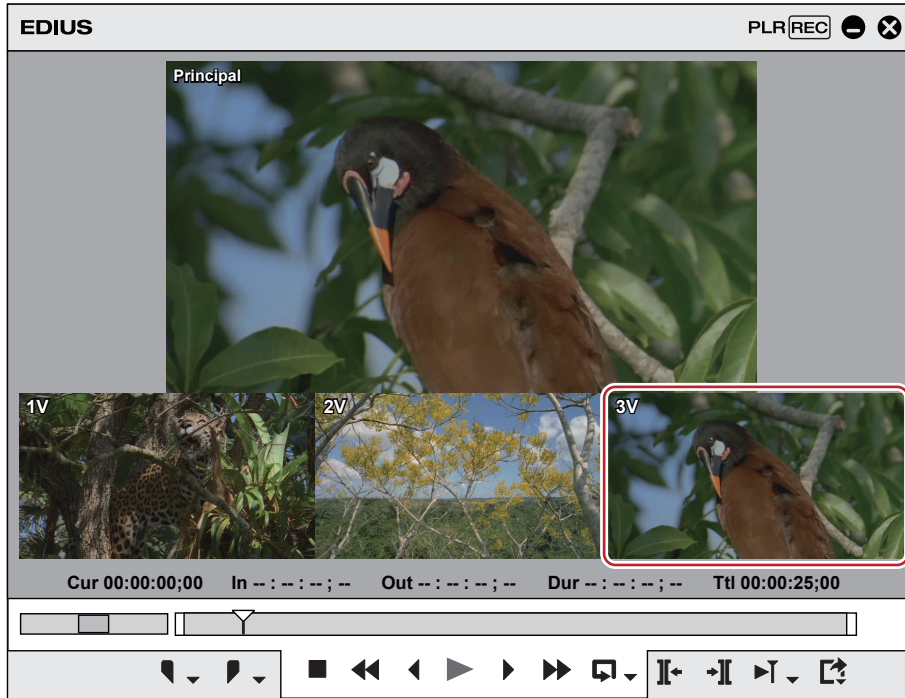 EDIUS
PLR REC
Principal
1V
2V
3V
Cur 00:00:00;00 In -- : -- : -- ; -- Out -- : -- : -- ; -- Dur -- : -- : -- ; -- Ttl 00:00:25;00